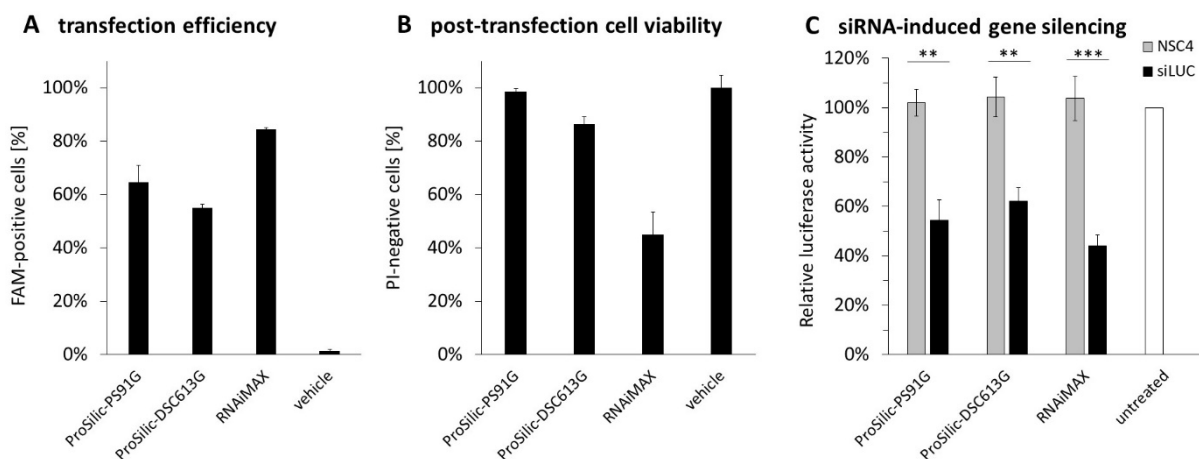 A transfection efficiency
FAM-positive cells [%]
100%
80%
60%
40%
20%
0%
ProSilic-PS91G
ProSilic-DSC613G
RNAiMAX
vehicle
B post-transfection cell viability
PI-negative cells [%]
100%
80%
60%
40%
20%
0%
ProSilic-PS91G
ProSilic-DSC613G
RNAiMAX
vehicle
C siRNA-induced gene silencing
Relative luciferase activity
120%
100%
80%
60%
40%
20%
0%
** ** ***
NSC4
siLUC
ProSilic-PS91G
ProSilic-DSC613G
RNAiMAX
untreated